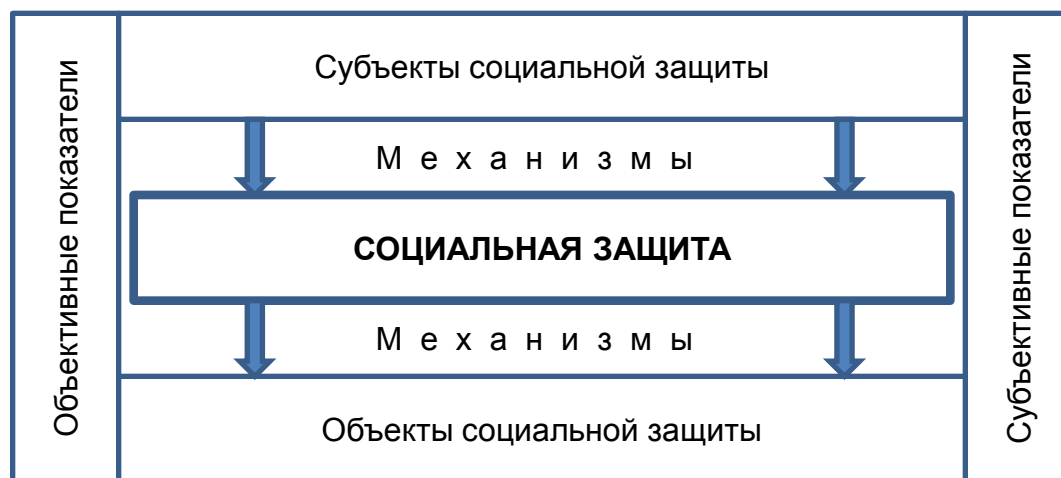 Объективные показатели
Субъекты социальной защиты
М е х а н и з м ы
СОЦИАЛЬНАЯ ЗАЩИТА
М е х а н и з м ы
Объекты социальной защиты
Субъективные показатели